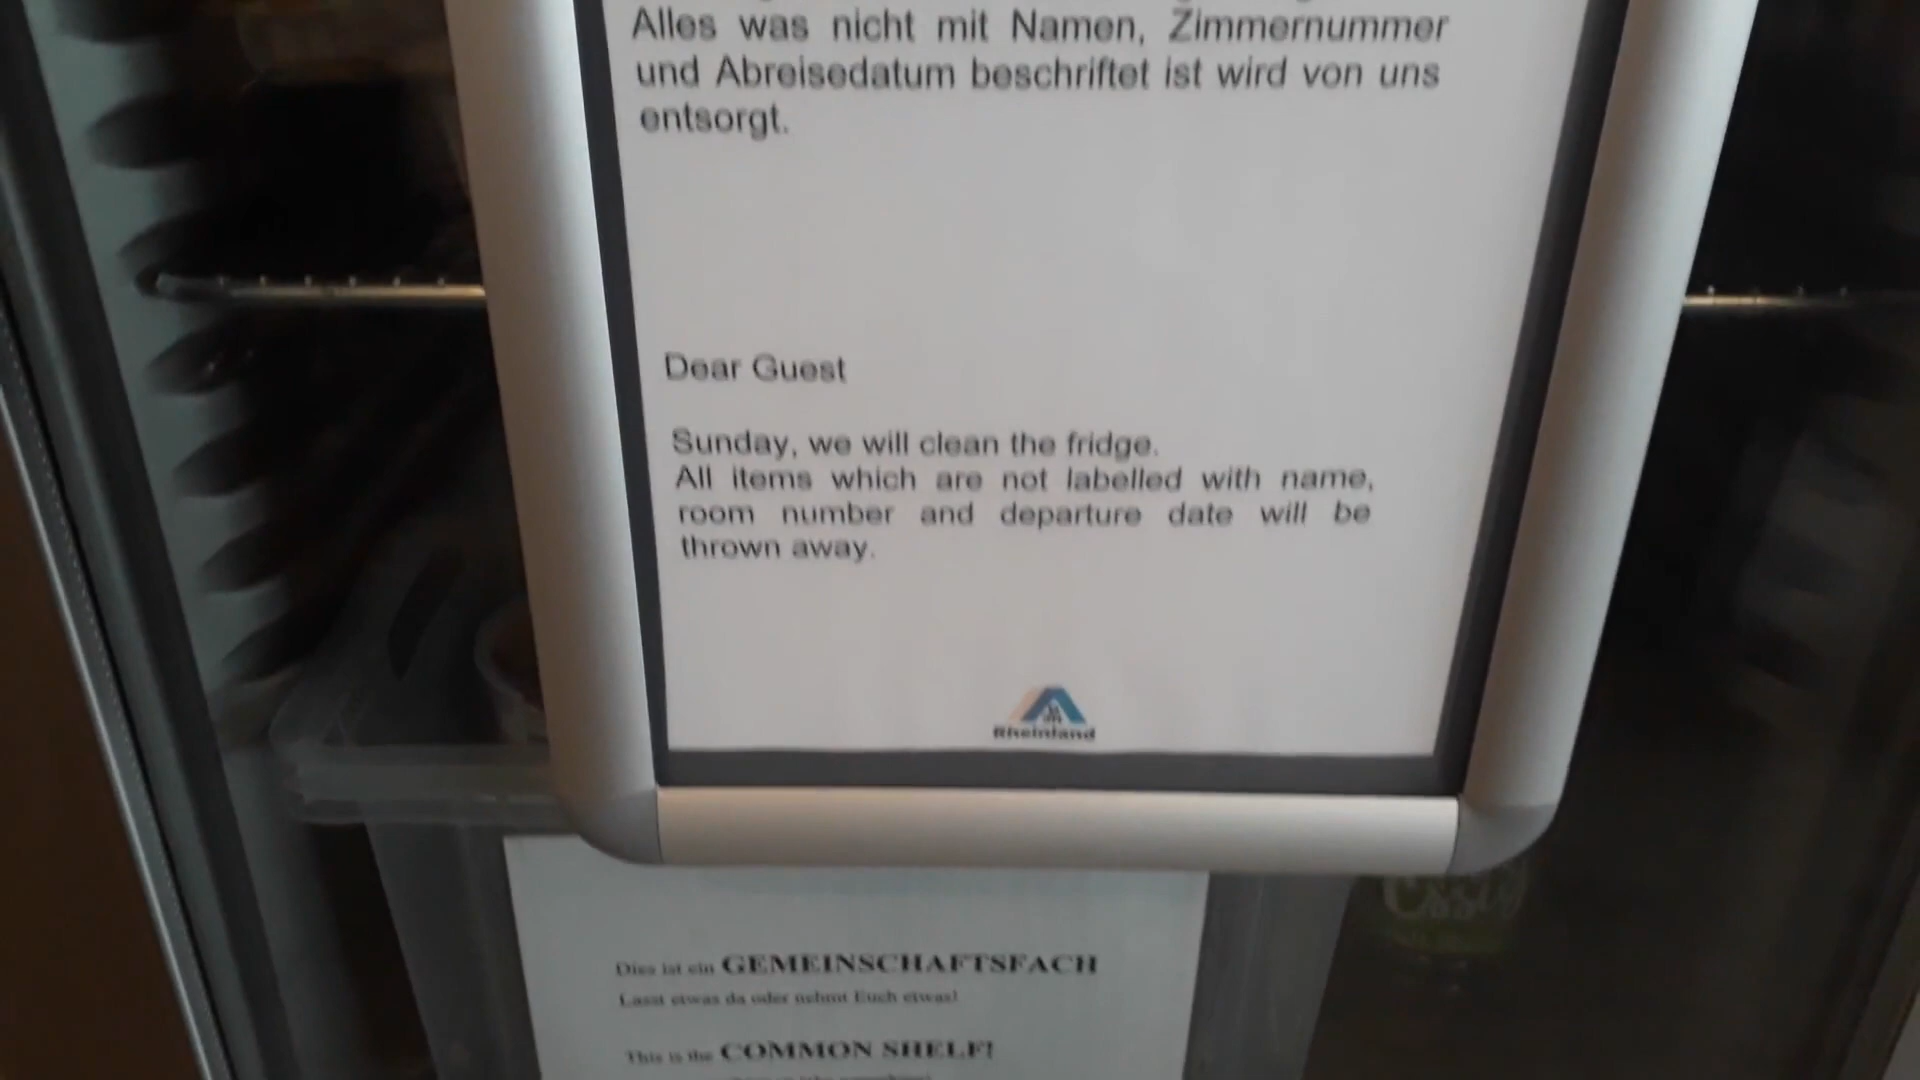 Alles was nicht mit Namen, Zimmernummer
und Abreisedatum beschriftet ist wird von uns
entsorgt.
Dear Guest
Sunday, we will clean the fridge.
All items which are not labelled with name,
room number and departure date will be
thrown away.
Rheinland
Dies ist ein GEMEINSCHAFTSFACH
Lasst etwas da oder nehmt Euch etwas!
This is the COMMON SHELF!